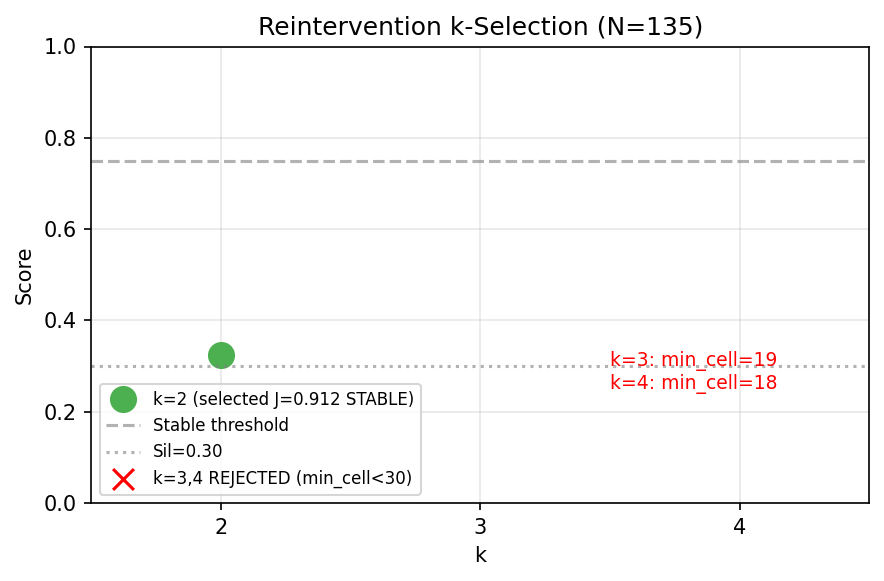 Reintervention k-Selection (N=135)
1.0
0.8
0.6
0.4
0.2
0.0
Score
k=3: min_cell=19
k=4: min_cell=18
k=2 (selected J=0.912 STABLE)
Stable threshold
Sil=0.30
k=3,4 REJECTED (min_cell<30)
2 3 4
k